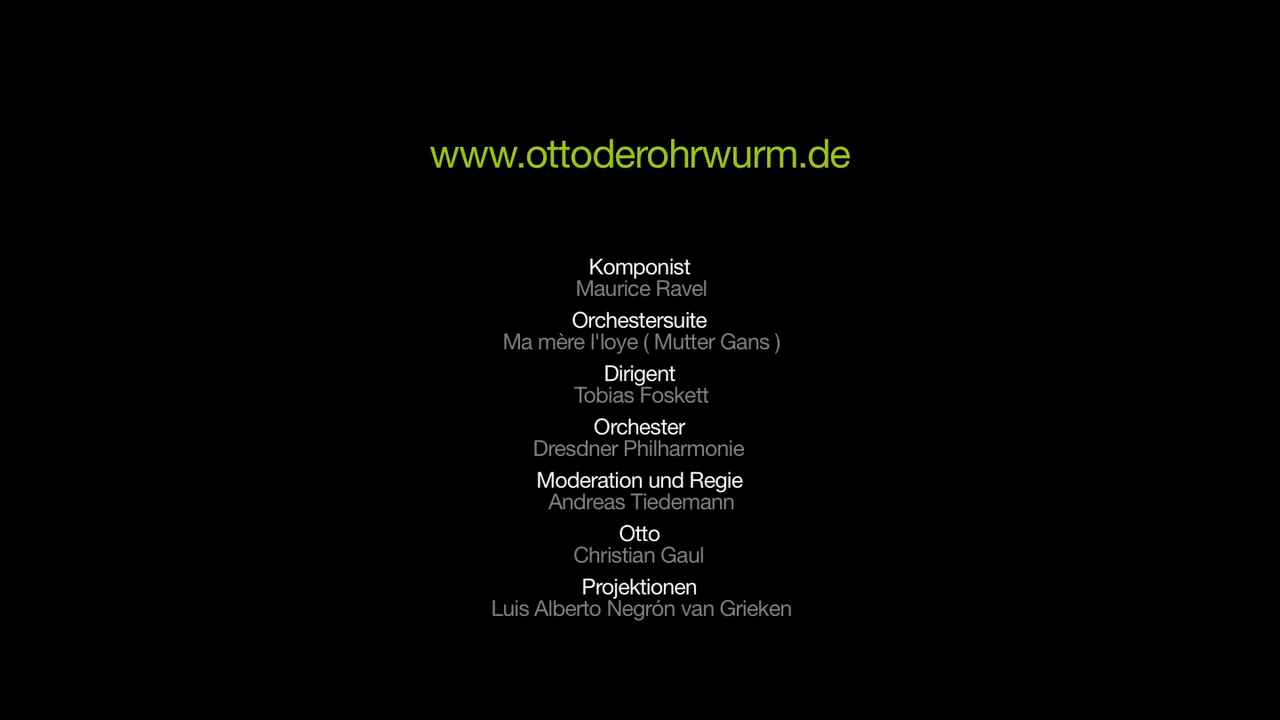 www.ottoderohrwurm.de
Komponist
Maurice Ravel
Orchestersuite
Ma mère l'loye ( Mutter Gans )
Dirigent
Tobias Foskett
Orchester
Dresdner Philharmonie
Moderation und Regie
Andreas Tiedemann
Otto
Christian Gaul
Projektionen
Luis Alberto Negrón van Grieken